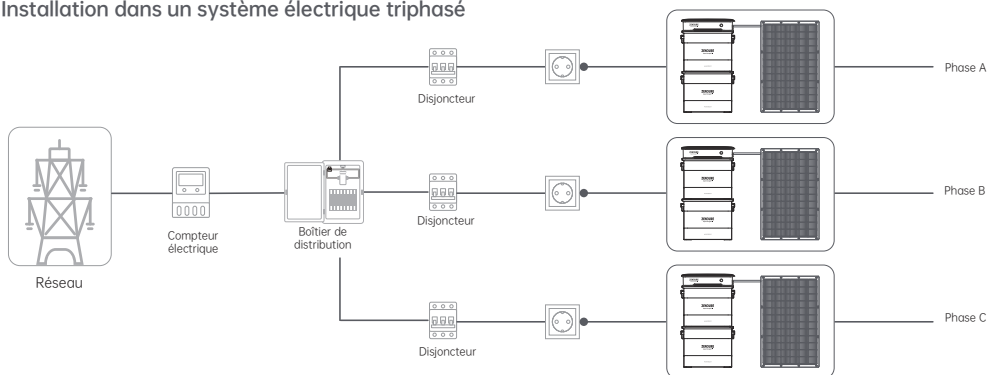 Installation dans un système électrique triphasé
Disjoncteur
Phase A
Compteur
électrique
Boîtier de
distribution
Disjoncteur
Phase B
Réseau
Disjoncteur
Phase C